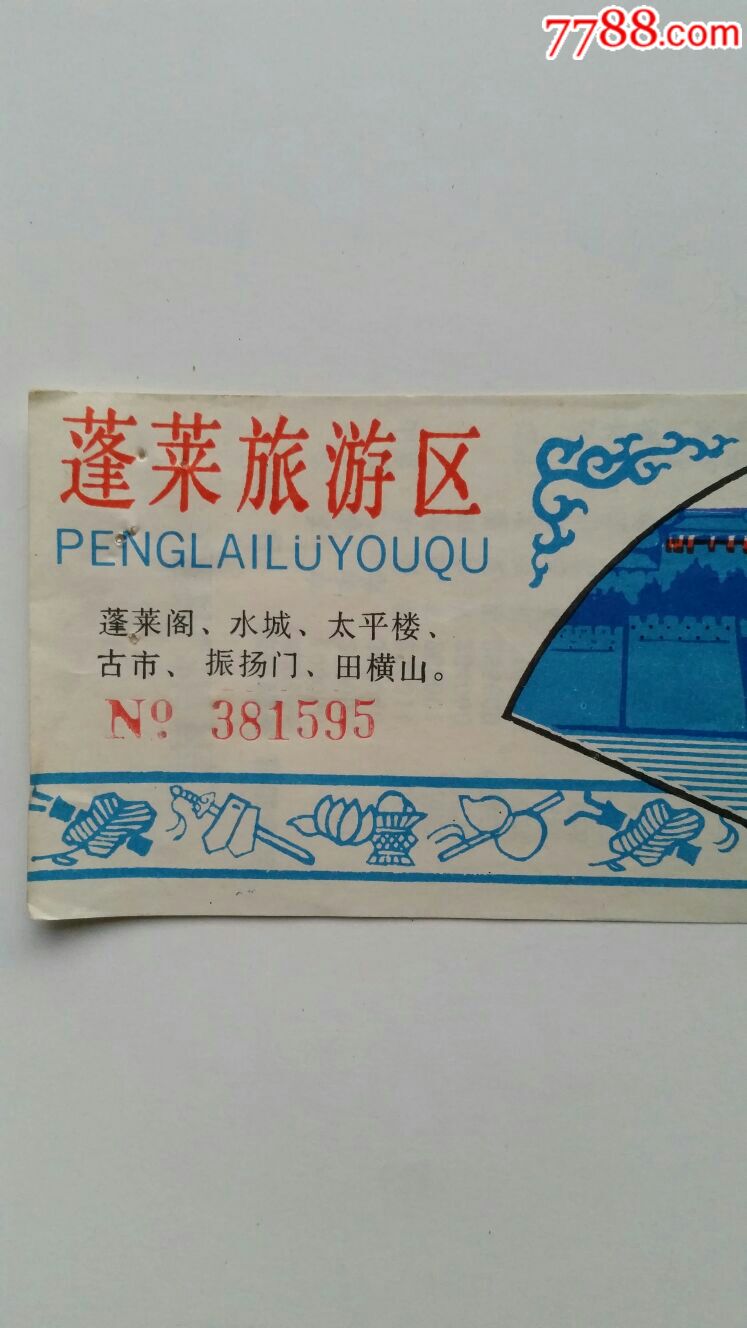 7788.com
蓬莱旅游区
PENGLAILÜYOUQU
蓬莱阁、水城、太平楼、
古市、振扬门、田横山。
Nº 381595